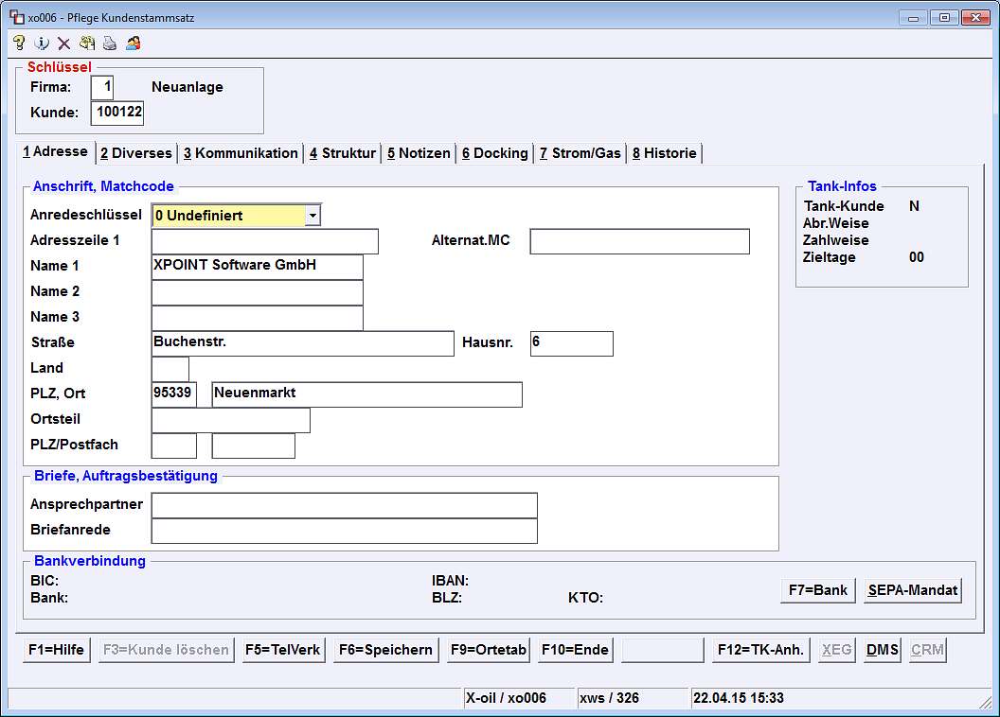 xo006 - Pflege Kundenstammsatz
Schlüssel
Firma: 1 Neuanlage
Kunde: 100122
1 Adresse 2 Diverses 3 Kommunikation 4 Struktur 5 Notizen 6 Docking 7 Strom/Gas 8 Historie
Anschrift, Matchcode
Anredeschlüssel 0 Undefiniert
Adresszeile 1 Alternat.MC
Name 1 XPOINT Software GmbH
Name 2
Name 3
Straße Buchenstr. Hausnr. 6
Land
PLZ, Ort 95339 Neuenmarkt
Ortsteil
PLZ/Postfach
Tank-Infos
Tank-Kunde N
Abr.Weise
Zahlweise
Zieltage 00
Briefe, Auftragsbestätigung
Ansprechpartner
Briefanrede
Bankverbindung
BIC: IBAN:
Bank: BLZ: KTO:
F7=Bank SEPA-Mandat
F1=Hilfe F3=Kunde löschen F5=TelVerk F6=Speichern F9=Ortetab F10=Ende F12=TK-Anh. XEG DMS CRM
X-oil / xo006 xws / 326 22.04.15 15:33